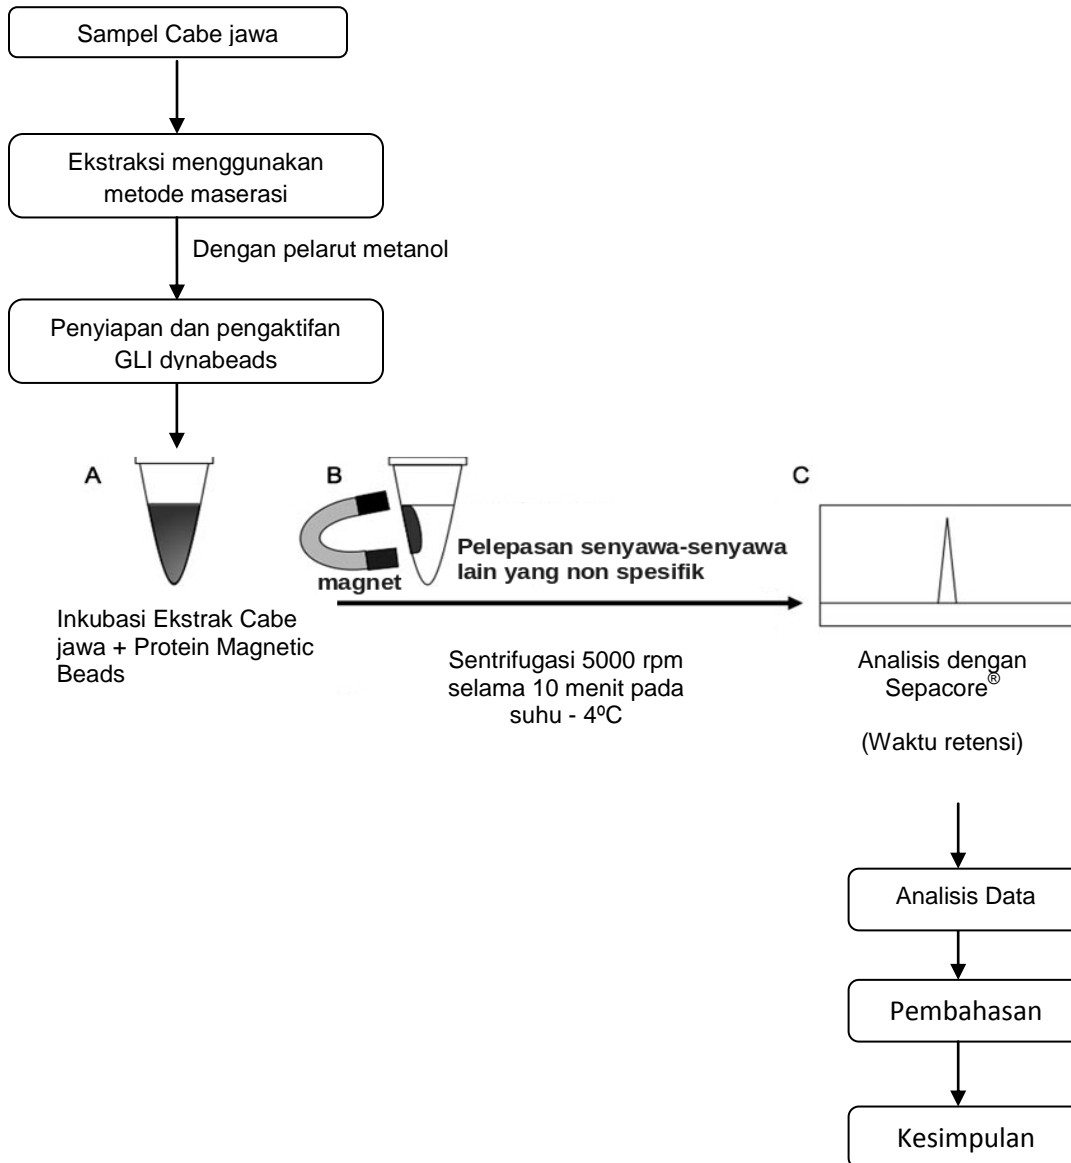 Sampel Cabe jawa
Ekstraksi menggunakan
metode maserasi
Dengan pelarut metanol
Penyiapan dan pengaktifan
GLI dynabeads
A
B
C
magnet
Pelepasan senyawa-senyawa
lain yang non spesifik
Inkubasi Ekstrak Cabe
jawa + Protein Magnetic
Beads
Sentrifugasi 5000 rpm
selama 10 menit pada
suhu - 4ºC
Analisis dengan
Sepacore®
(Waktu retensi)
Analisis Data
Pembahasan
Kesimpulan